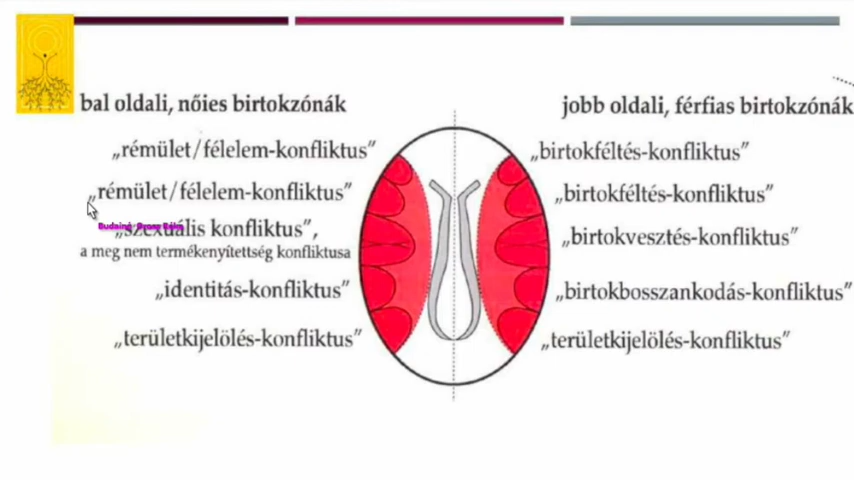 bal oldali, nőies birtokzónák
„rémület/félelem-konfliktus”
„rémület/félelem-konfliktus”
„szexuális konfliktus”,
a meg nem termékenyítettség konfliktusa
„identitás-konfliktus”
„területkijelölés-konfliktus”
jobb oldali, férfias birtokzónák
„birtokféltés-konfliktus”
„birtokféltés-konfliktus”
„birtokvesztés-konfliktus”
„birtokbosszankodás-konfliktus”
„területkijelölés-konfliktus”